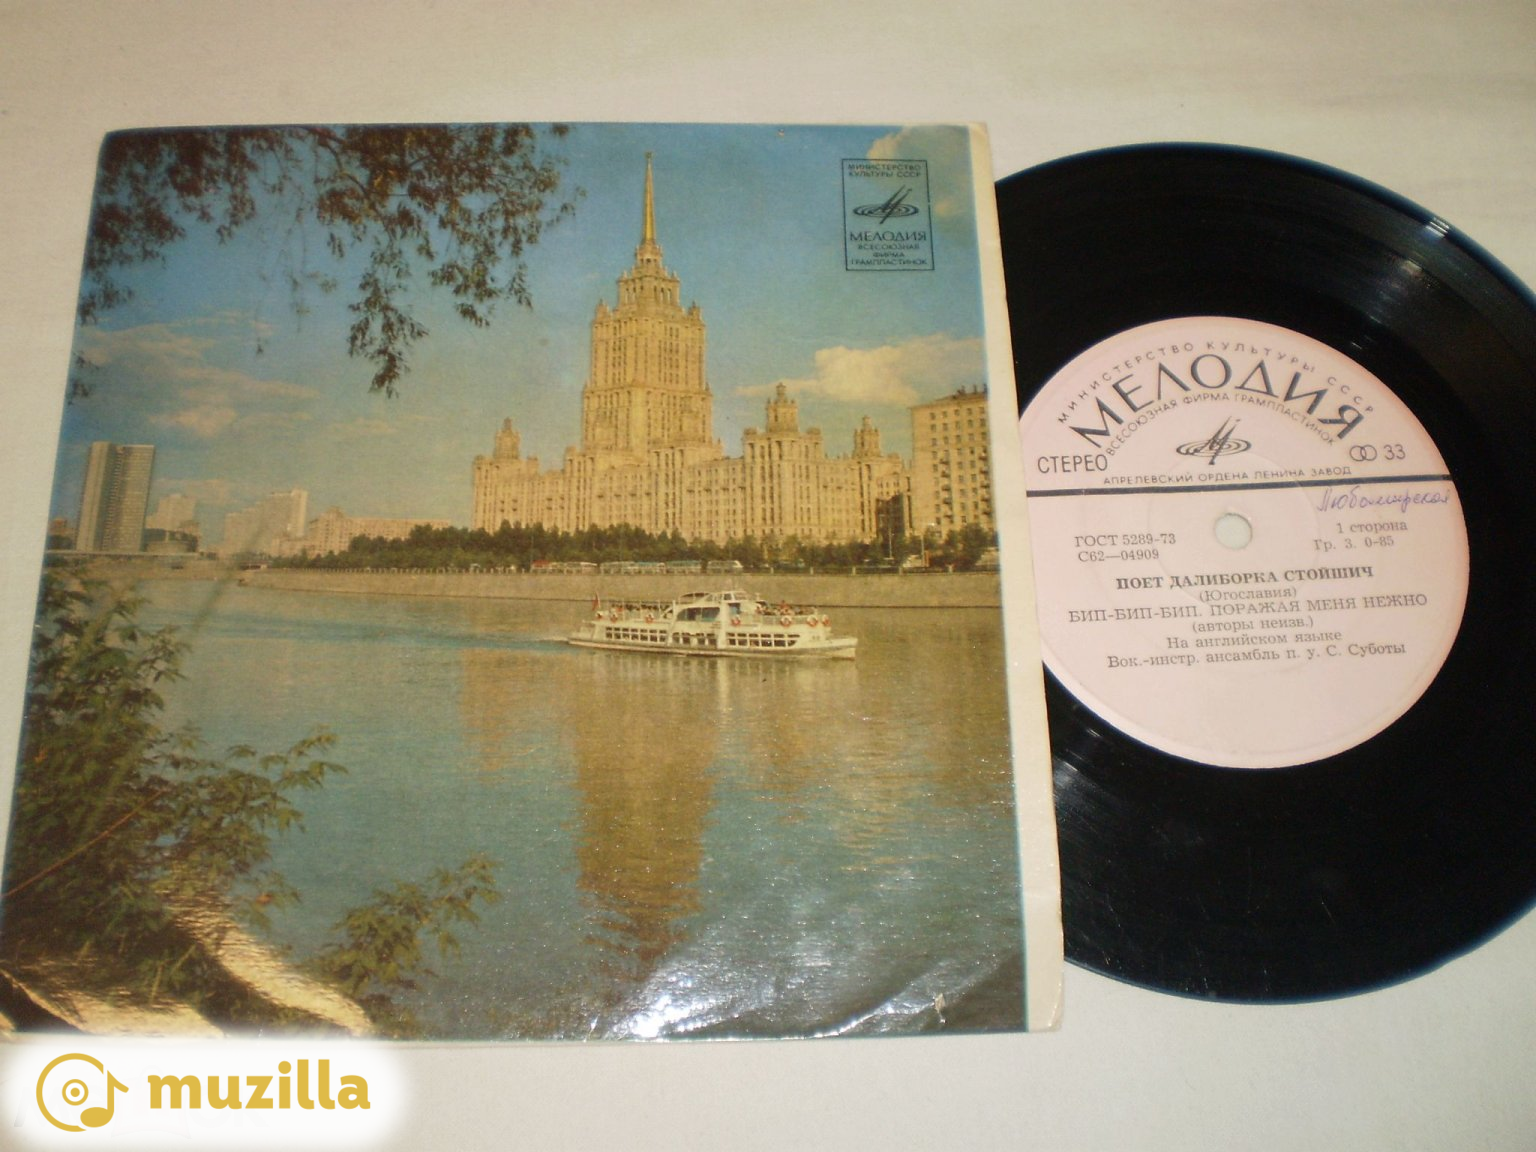 МИНИСТЕРСТВО
КУЛЬТУРЫ СССР
МЕЛОДИЯ
ВСЕСОЮЗНАЯ
ФИРМА
ГРАМПЛАСТИНОК
МИНИСТЕРСТВО КУЛЬТУРЫ СССР
МЕЛОДИЯ
ВСЕСОЮЗНАЯ ФИРМА ГРАМПЛАСТИНОК
СТЕРЕО
33
АПРЕЛЕВСКИЙ ОРДЕНА ЛЕНИНА ЗАВОД
Любомирская
ГОСТ 5289-73
1 сторона
С62—04909
Гр. 3. 0-85
ПОЕТ ДАЛИБОРКА СТОЙШИЧ
(Югославия)
БИП-БИП-БИП. ПОРАЖАЯ МЕНЯ НЕЖНО
(авторы неизв.)
На английском языке
Вок.-инстр. ансамбль п. у. С. Суботы
muzilla